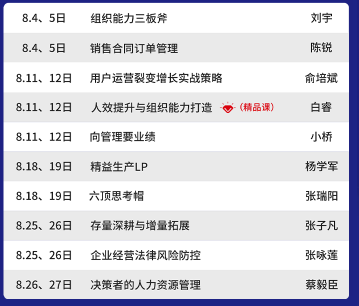 8.4、5日 组织能力三板斧 刘宇
8.4、5日 销售合同订单管理 陈锐
8.11、12日 用户运营裂变增长实战策略 俞培斌
8.11、12日 人效提升与组织能力打造 （精品课） 白睿
8.11、12日 向管理要业绩 小桥
8.18、19日 精益生产LP 杨学军
8.18、19日 六顶思考帽 张瑞阳
8.25、26日 存量深耕与增量拓展 张子凡
8.25、26日 企业经营法律风险防控 张咏莲
8.26、27日 决策者的人力资源管理 蔡毅臣